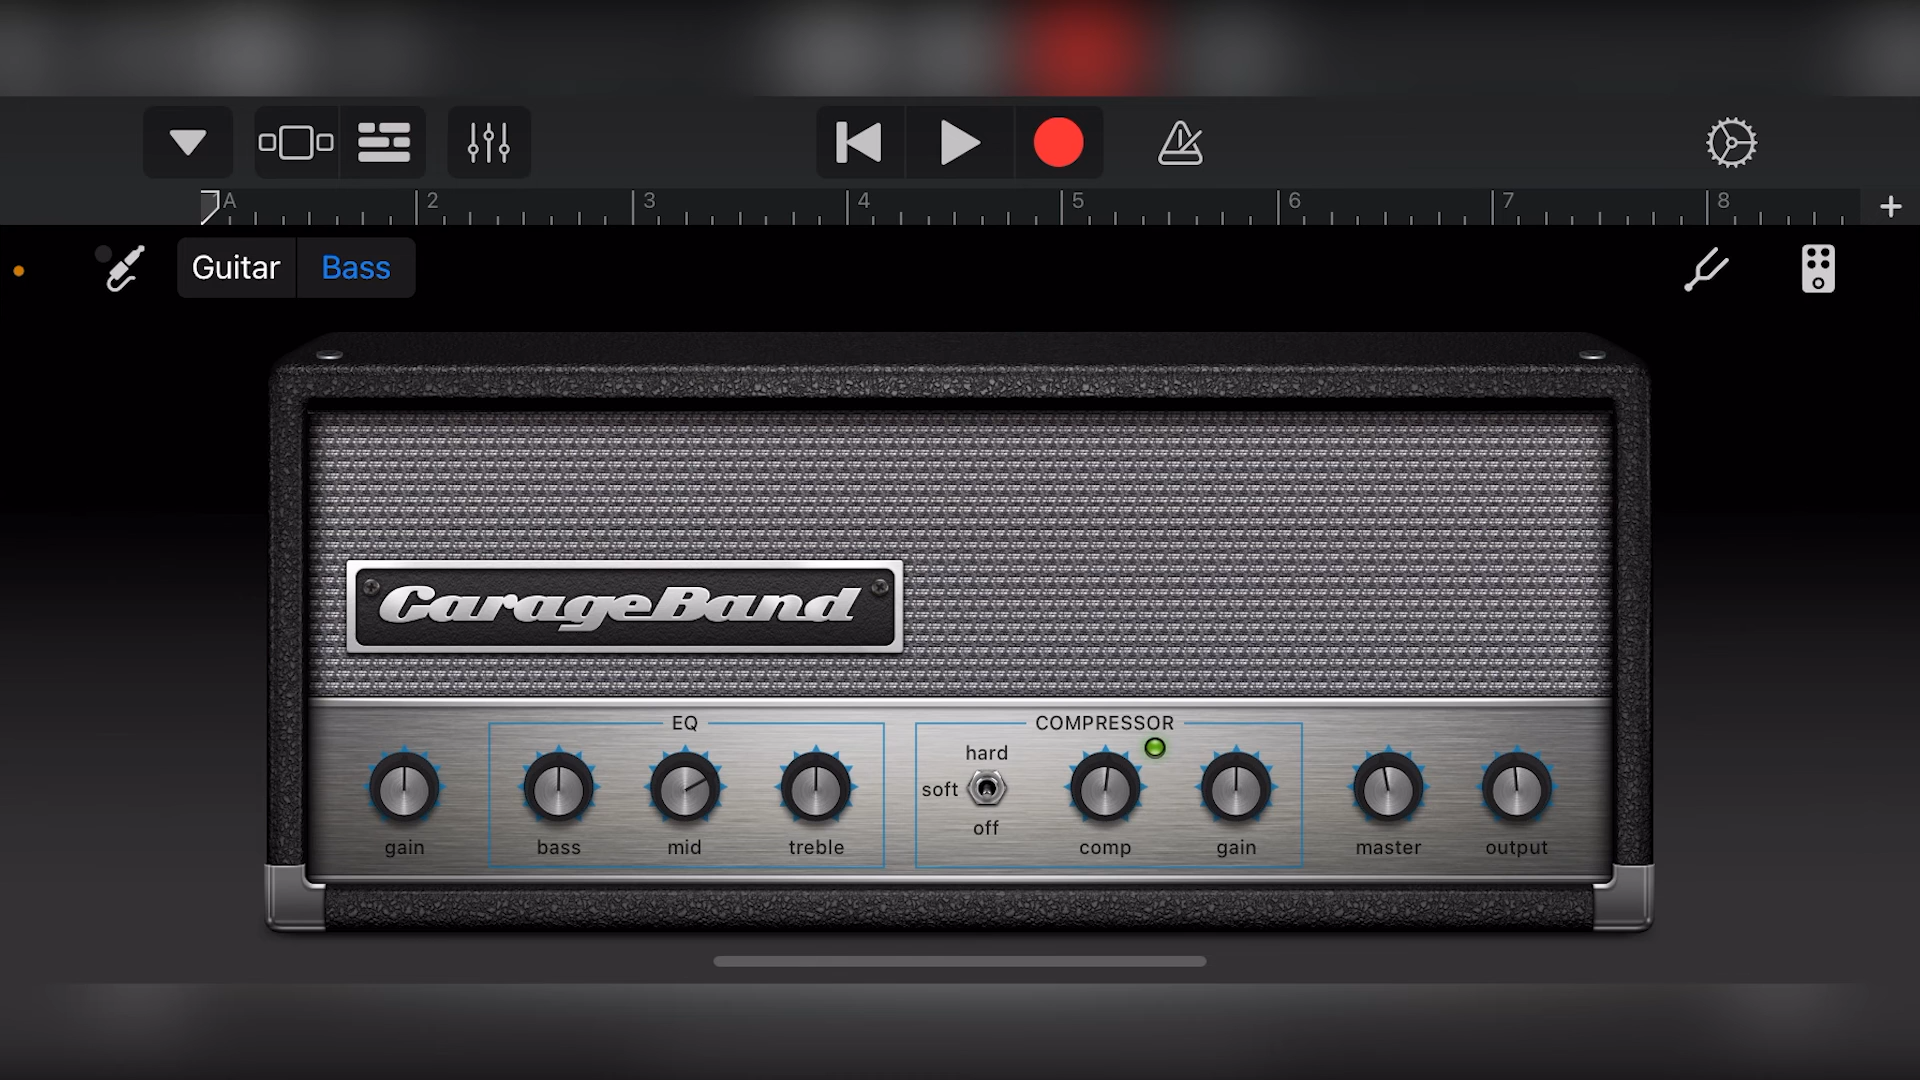 A 2 3 4 5 6 7 8 +
Guitar Bass
GarageBand
EQ COMPRESSOR
hard
soft
off
gain bass mid treble comp gain master output